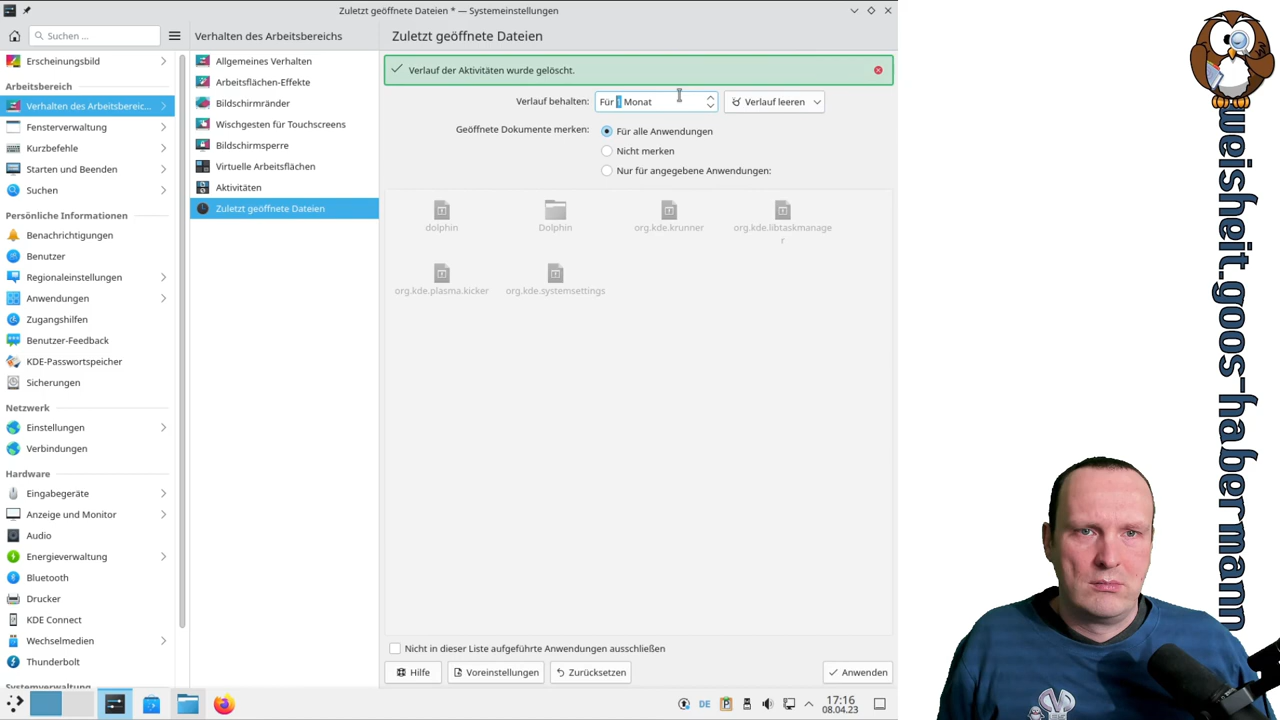 Zuletzt geöffnete Dateien * — Systemeinstellungen
Suchen ...
Verhalten des Arbeitsbereichs
Zuletzt geöffnete Dateien
Erscheinungsbild
Arbeitsbereich
Verhalten des Arbeitsbereic...
Fensterverwaltung
Kurzbefehle
Starten und Beenden
Suchen
Persönliche Informationen
Benachrichtigungen
Benutzer
Regionaleinstellungen
Anwendungen
Zugangshilfen
Benutzer-Feedback
KDE-Passwortspeicher
Sicherungen
Netzwerk
Einstellungen
Verbindungen
Hardware
Eingabegeräte
Anzeige und Monitor
Audio
Energieverwaltung
Bluetooth
Drucker
KDE Connect
Wechselmedien
Thunderbolt
Systemverwaltung
Allgemeines Verhalten
Arbeitsflächen-Effekte
Bildschirmränder
Wischgesten für Touchscreens
Bildschirmsperre
Virtuelle Arbeitsflächen
Aktivitäten
Zuletzt geöffnete Dateien
Verlauf der Aktivitäten wurde gelöscht.
Verlauf behalten: Für 1 Monat Verlauf leeren
Geöffnete Dokumente merken: Für alle Anwendungen
Nicht merken
Nur für angegebene Anwendungen:
dolphin Dolphin org.kde.krunner org.kde.libtaskmanage
r
org.kde.plasma.kicker org.kde.systemsettings
Nicht in dieser Liste aufgeführte Anwendungen ausschließen
Hilfe Voreinstellungen Zurücksetzen Anwenden
DE
17:16
08.04.23
weisheit.goos-habermann